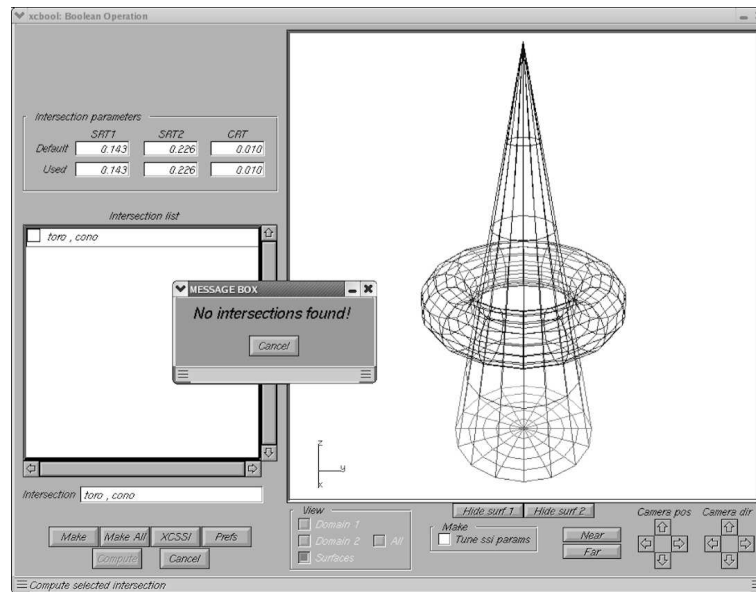 xcbool: Boolean Operation
Intersection parameters
SRT1 SRT2 CRT
Default 0.143 0.226 0.010
Used 0.143 0.226 0.010
Intersection list
toro , cono
MESSAGE BOX
No intersections found!
Cancel
z
y
x
Intersection toro , cono
Make Make All XCSSI Prefs
Compute Cancel
View
Domain 1
Domain 2 All
Surfaces
Hide surf 1 Hide surf 2
Make
Tune ssi params
Near
Far
Camera pos Camera dir
Compute selected intersection